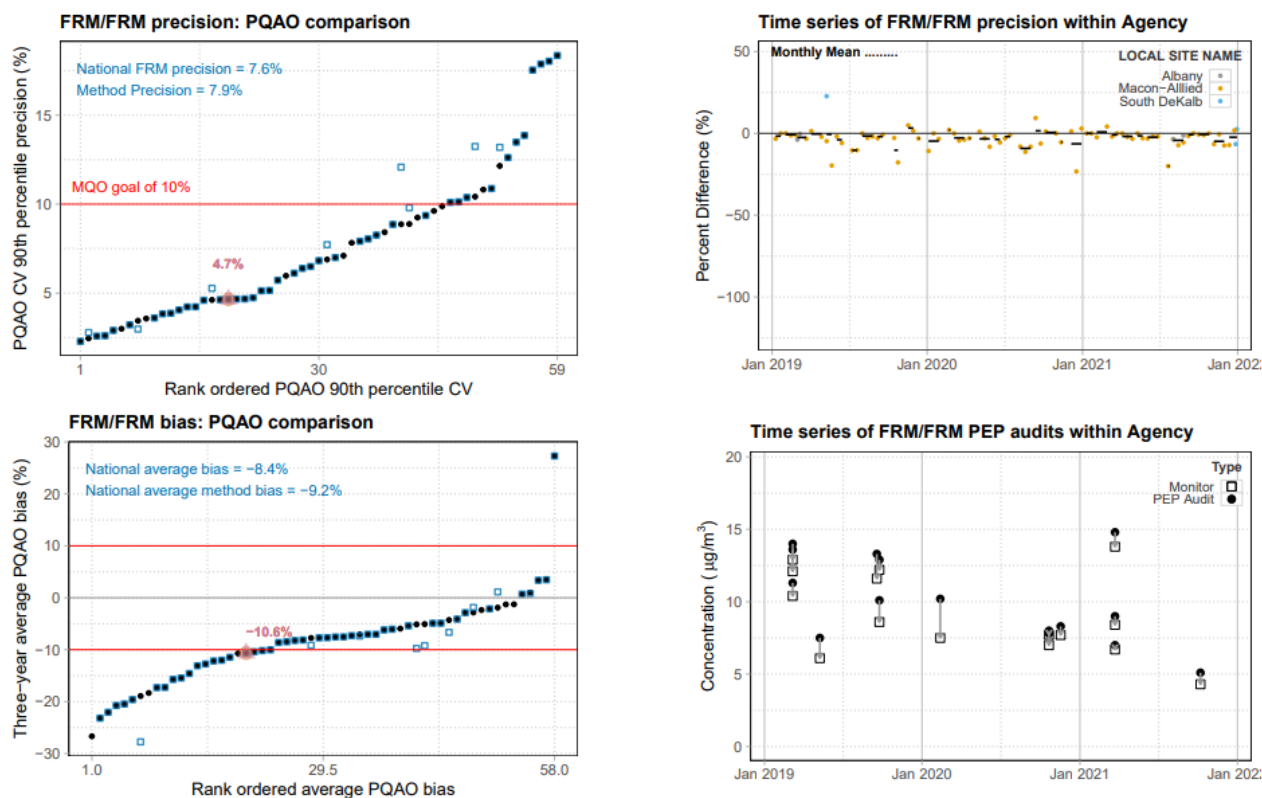 FRM/FRM precision: PQAO comparison
PQAO CV 90th percentile precision (%)
National FRM precision = 7.6%
Method Precision = 7.9%
MQO goal of 10%
4.7%
15
10
5
1
30
59
Rank ordered PQAO 90th percentile CV
Time series of FRM/FRM precision within Agency
Percent Difference (%)
Monthly Mean .........
LOCAL SITE NAME
Albany
Macon−Alllied
South DeKalb
50
0
−50
−100
Jan 2019
Jan 2020
Jan 2021
Jan 2022
FRM/FRM bias: PQAO comparison
Three−year average PQAO bias (%)
National average bias = −8.4%
National average method bias = −9.2%
−10.6%
30
20
10
0
−10
−20
−30
1.0
29.5
58.0
Rank ordered average PQAO bias
Time series of FRM/FRM PEP audits within Agency
Concentration (µg/m³)
Type
Monitor
PEP Audit
20
15
10
5
0
Jan 2019
Jan 2020
Jan 2021
Jan 2022